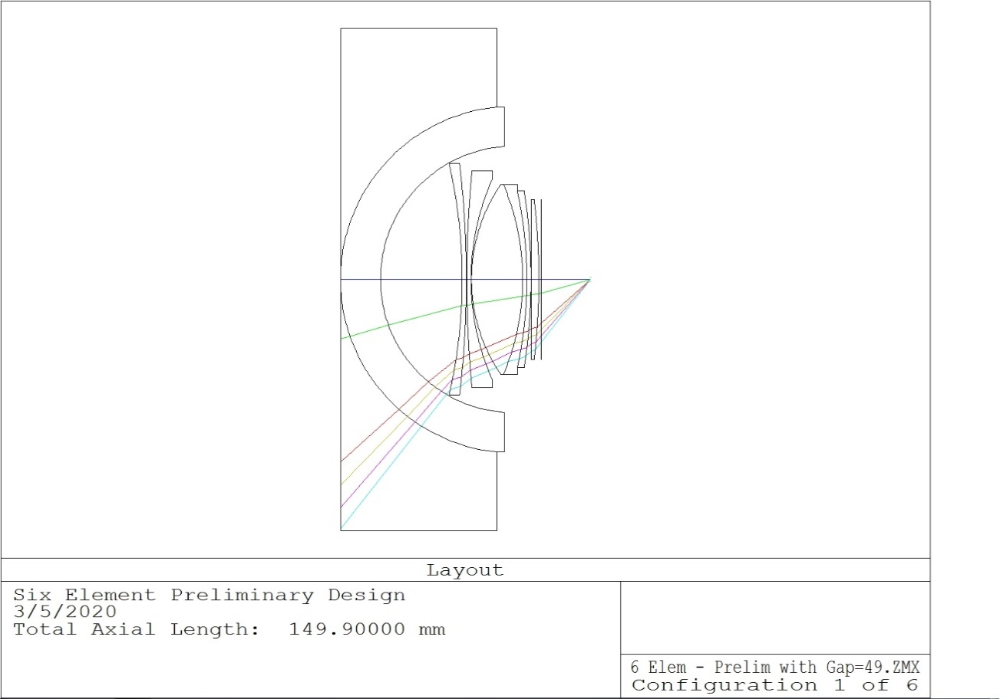 Layout
Six Element Preliminary Design
3/5/2020
Total Axial Length:  149.90000 mm
6 Elem - Prelim with Gap=49.ZMX
Configuration 1 of 6